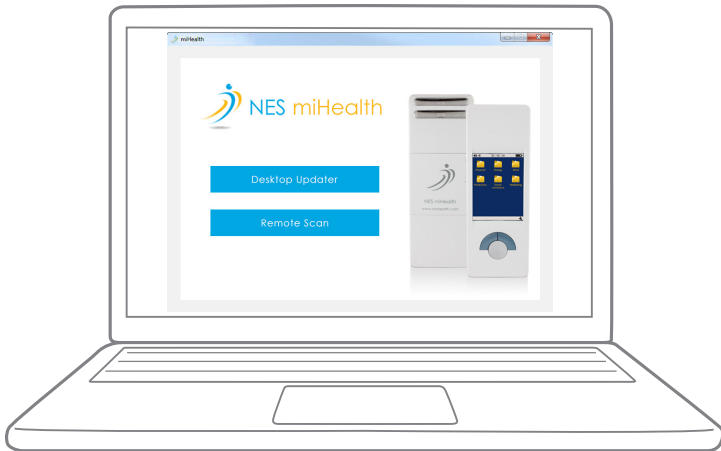 miHealth
NES miHealth
Desktop Updater
Remote Scan
NES miHealth